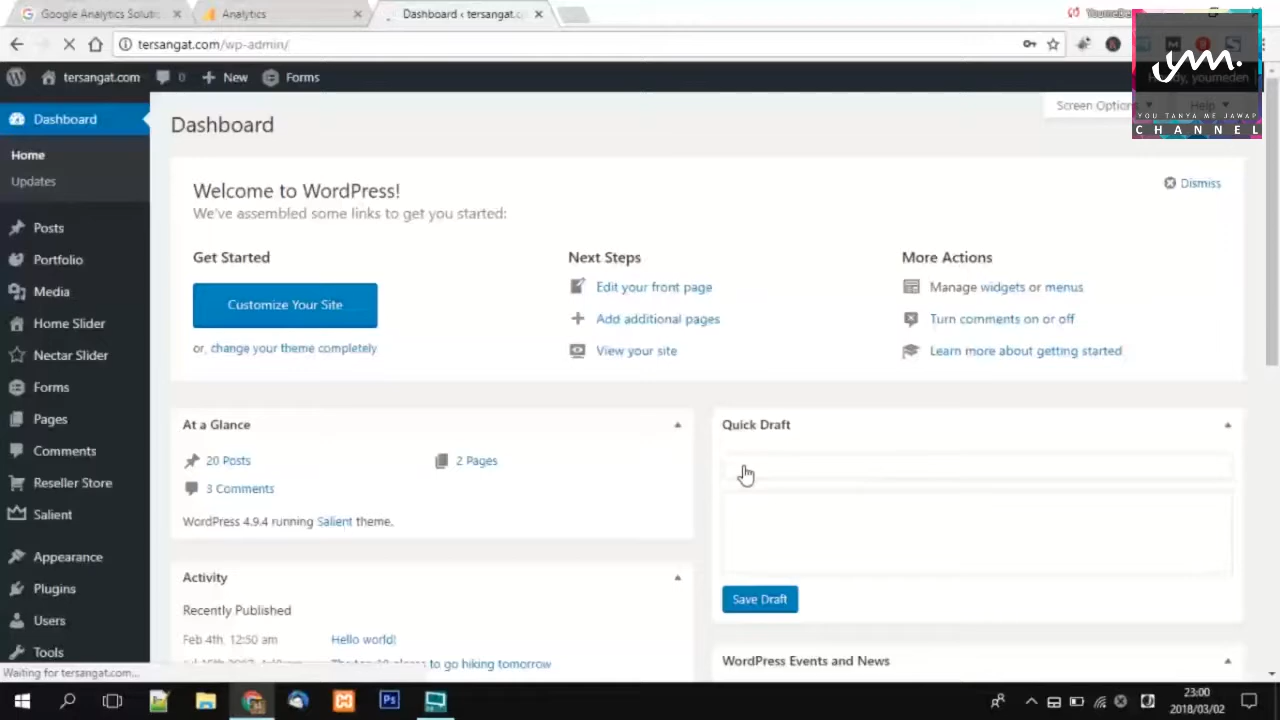 Google Analytics Soluti
Analytics
Dashboard ‹ tersangat.c
tersangat.com/wp-admin/
tersangat.com
0
New
Forms
youmeden
Screen Options
Help
YOU TANYA ME JAWAP
CHANNEL
Dashboard
Home
Updates
Posts
Portfolio
Media
Home Slider
Nectar Slider
Forms
Pages
Comments
Reseller Store
Salient
Appearance
Plugins
Users
Tools
Dashboard
Welcome to WordPress!
Dismiss
We've assembled some links to get you started:
Get Started
Customize Your Site
or, change your theme completely
Next Steps
Edit your front page
Add additional pages
View your site
More Actions
Manage widgets or menus
Turn comments on or off
Learn more about getting started
At a Glance
20 Posts
2 Pages
3 Comments
WordPress 4.9.4 running Salient theme.
Activity
Recently Published
Feb 4th, 12:50 am
Hello world!
to go hiking tomorrow
Quick Draft
Save Draft
WordPress Events and News
Waiting for tersangat.com...
Ps
23:00
2018/03/02